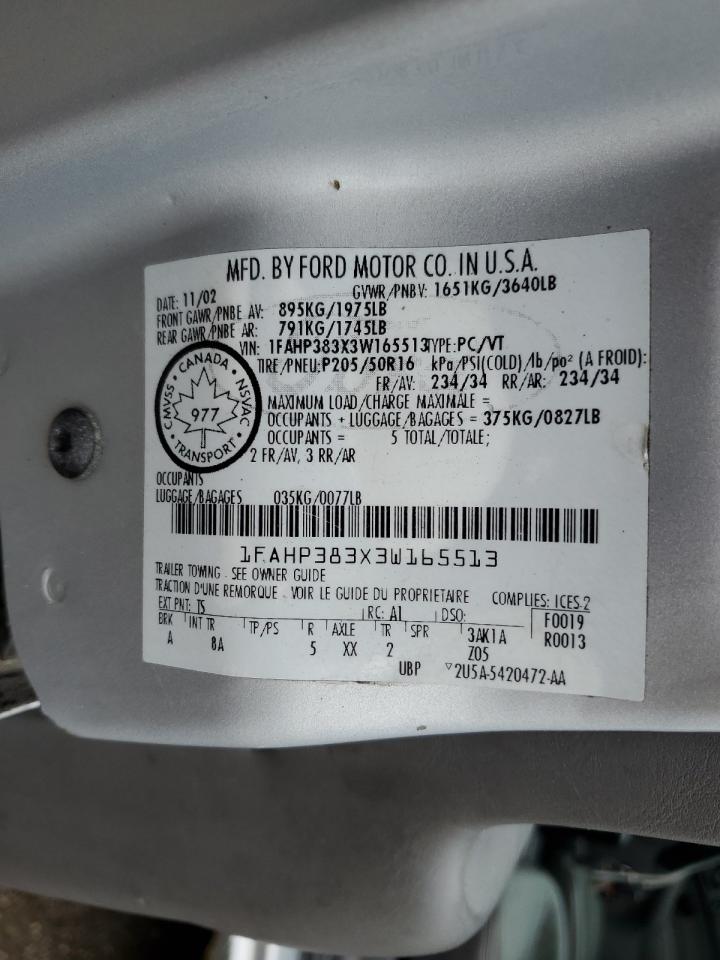 MFD. BY FORD MOTOR CO. IN U.S.A.
DATE: 11/02 GVWR/PNBV: 1651KG/3640LB
FRONT GAWR/PNBE AV: 895KG/1975LB
REAR GAWR/PNBE AR: 791KG/1745LB
VIN: 1FAHP383X3W165513 TYPE: PC/VT
TIRE/PNEU: P205/50R16 kPa/PSI(COLD)/lb/po² (A FROID):
FR/AV: 234/34 RR/AR: 234/34
CMVSS · CANADA · NSVAC · TRANSPORT ·
977
MAXIMUM LOAD/CHARGE MAXIMALE =
OCCUPANTS + LUGGAGE/BAGAGES = 375KG/0827LB
OCCUPANTS = 5 TOTAL/TOTALE;
2 FR/AV, 3 RR/AR
OCCUPANTS
LUGGAGE/BAGAGES 035KG/0077LB
1FAHP383X3W165513
TRAILER TOWING - SEE OWNER GUIDE
TRACTION D'UNE REMORQUE - VOIR LE GUIDE DU PROPRIETAIRE COMPLIES: ICES-2
EXT PNT: TS RC: A1 DSO: F0019
BRK INT TR TP/PS R AXLE TR SPR 3AK1A R0013
A 8A 5 XX 2 Z05
UBP ▽2U5A-5420472-AA